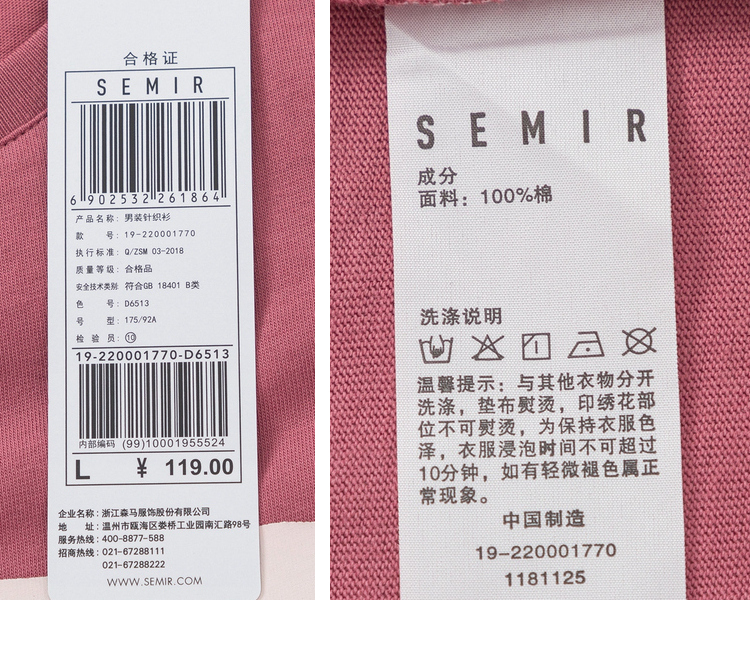 合格证
SEMIR
6 902532 261864
产品名称: 男装针织衫
款 号: 19-220001770
执行标准: Q/ZSM 03-2018
质量等级: 合格品
安全技术类别 符合GB 18401 B类
色 号: D6513
号 型: 175/92A
检 验 员: ⑩
19-220001770-D6513
内部编码 (99)10001955524
L ¥ 119.00
企业名称: 浙江森马服饰股份有限公司
地 址: 温州市瓯海区娄桥工业园南汇路98号
服务热线: 400-8877-588
招商热线: 021-67288111
021-67288222
WWW.SEMIR.COM
SEMIR
成分
面料: 100%棉
洗涤说明
温馨提示: 与其他衣物分开
洗涤, 垫布熨烫, 印绣花部
位不可熨烫, 为保持衣服色
泽, 衣服浸泡时间不可超过
10分钟, 如有轻微褪色属正
常现象。
中国制造
19-220001770
1181125